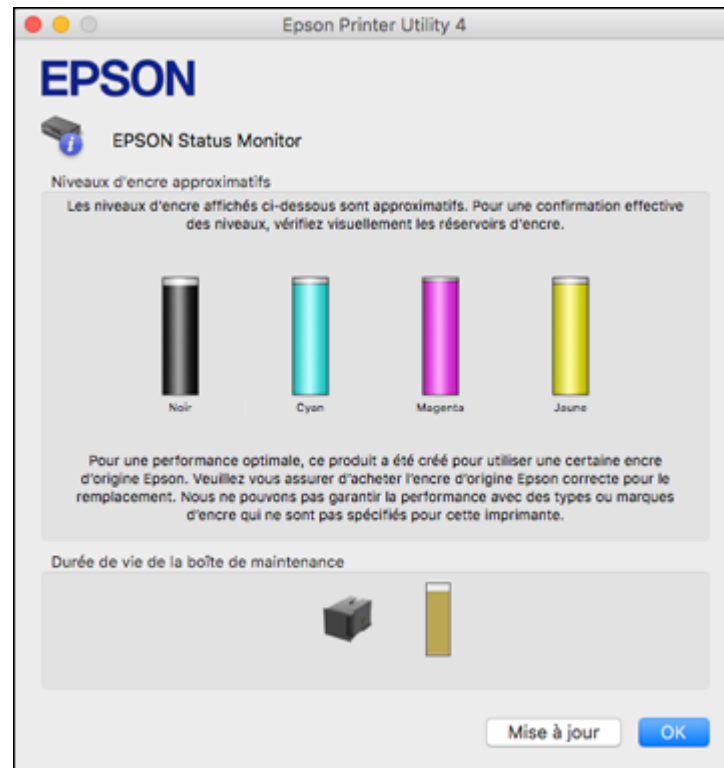 Epson Printer Utility 4
EPSON
EPSON Status Monitor
Niveaux d'encre approximatifs
Les niveaux d'encre affichés ci-dessous sont approximatifs. Pour une confirmation effective
des niveaux, vérifiez visuellement les réservoirs d'encre.
Noir Cyan Magenta Jaune
Pour une performance optimale, ce produit a été créé pour utiliser une certaine encre
d'origine Epson. Veuillez vous assurer d'acheter l'encre d'origine Epson correcte pour le
remplacement. Nous ne pouvons pas garantir la performance avec des types ou marques
d'encre qui ne sont pas spécifiés pour cette imprimante.
Durée de vie de la boîte de maintenance
Mise à jour OK